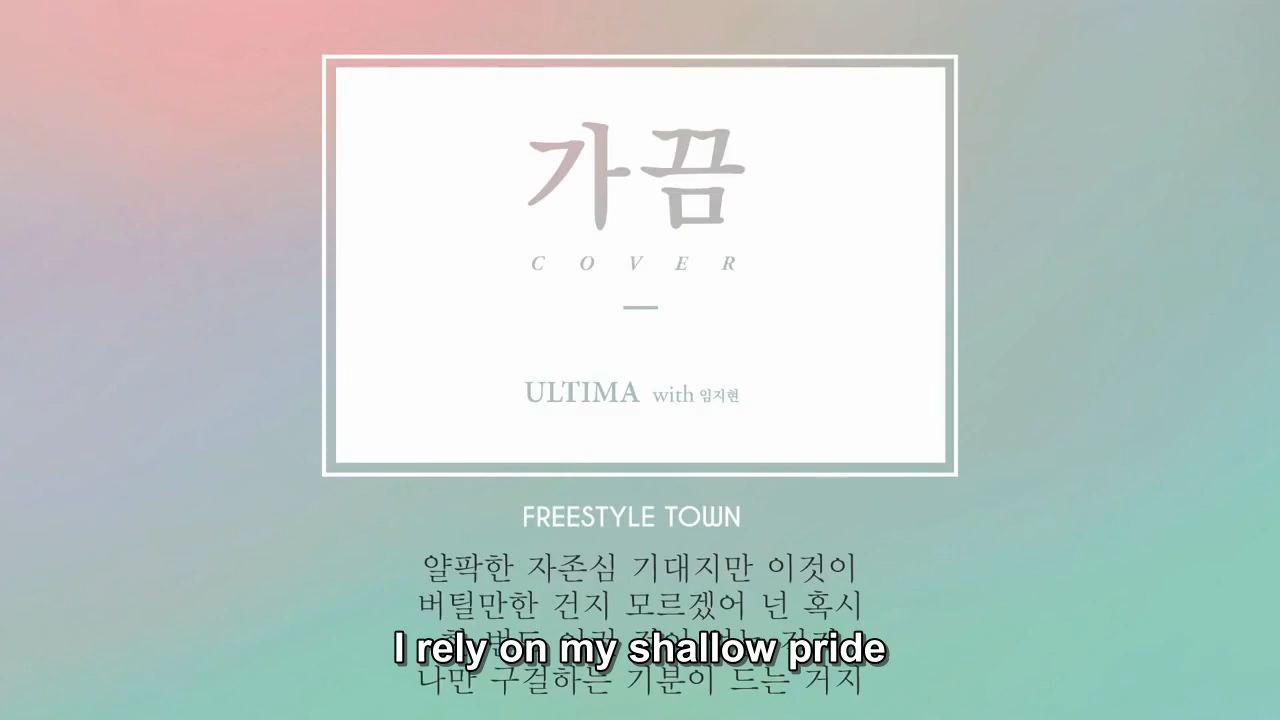 가끔
COVER
ULTIMA with 임지현
FREESTYLE TOWN
얄팍한 자존심 기대지만 이것이
버틸만한 건지 모르겠어 넌 혹시
I rely on my shallow pride
나만 구걸하는 기분이 드는 거지